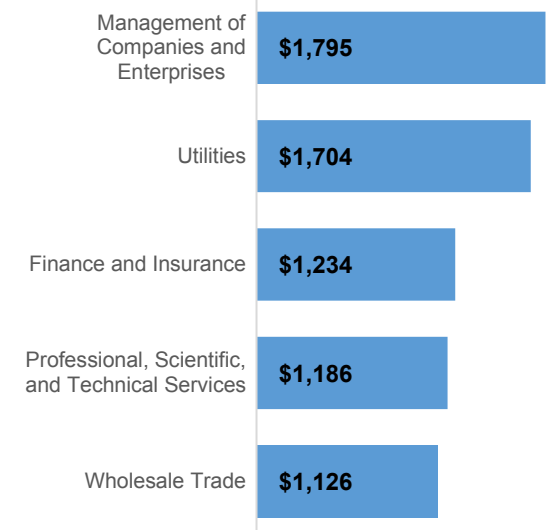 Management of
Companies and
Enterprises
$1,795
Utilities
$1,704
Finance and Insurance
$1,234
Professional, Scientific,
and Technical Services
$1,186
Wholesale Trade
$1,126